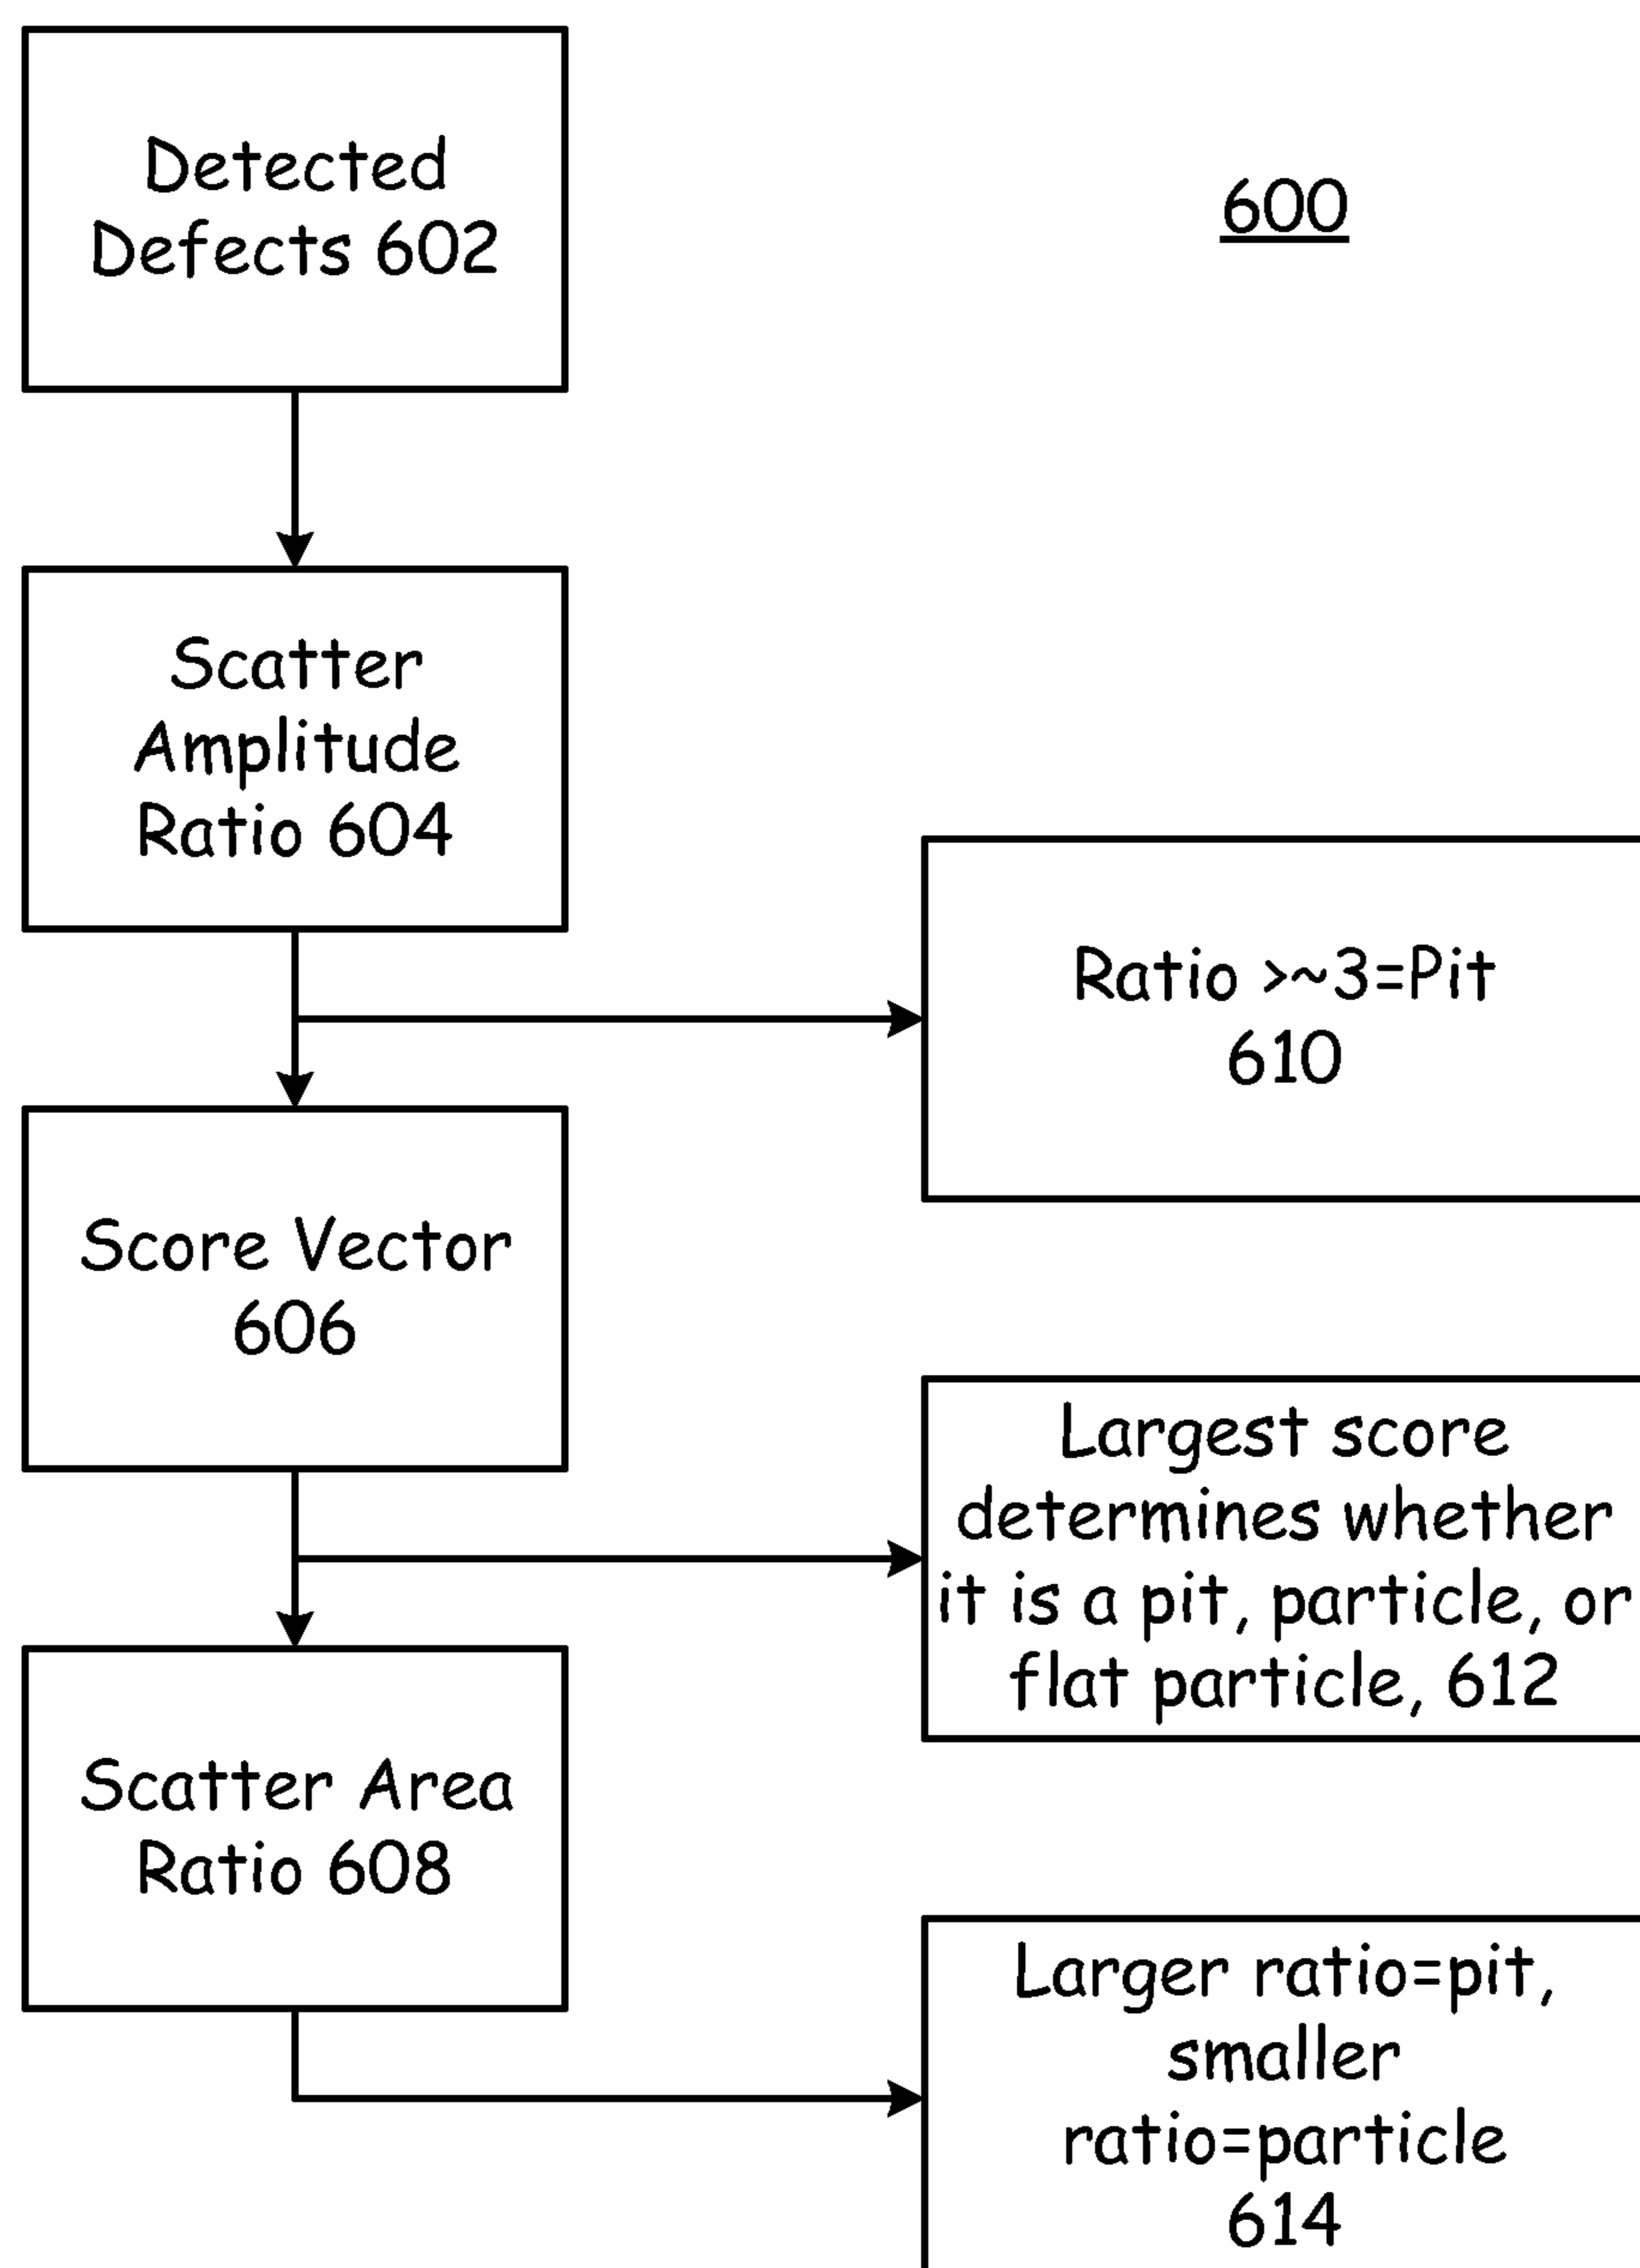 Detected
Defects 602
600
Scatter
Amplitude
Ratio 604
Ratio >~3=Pit
610
Score Vector
606
Largest score
determines whether
it is a pit, particle, or
flat particle, 612
Scatter Area
Ratio 608
Larger ratio=pit,
smaller
ratio=particle
614